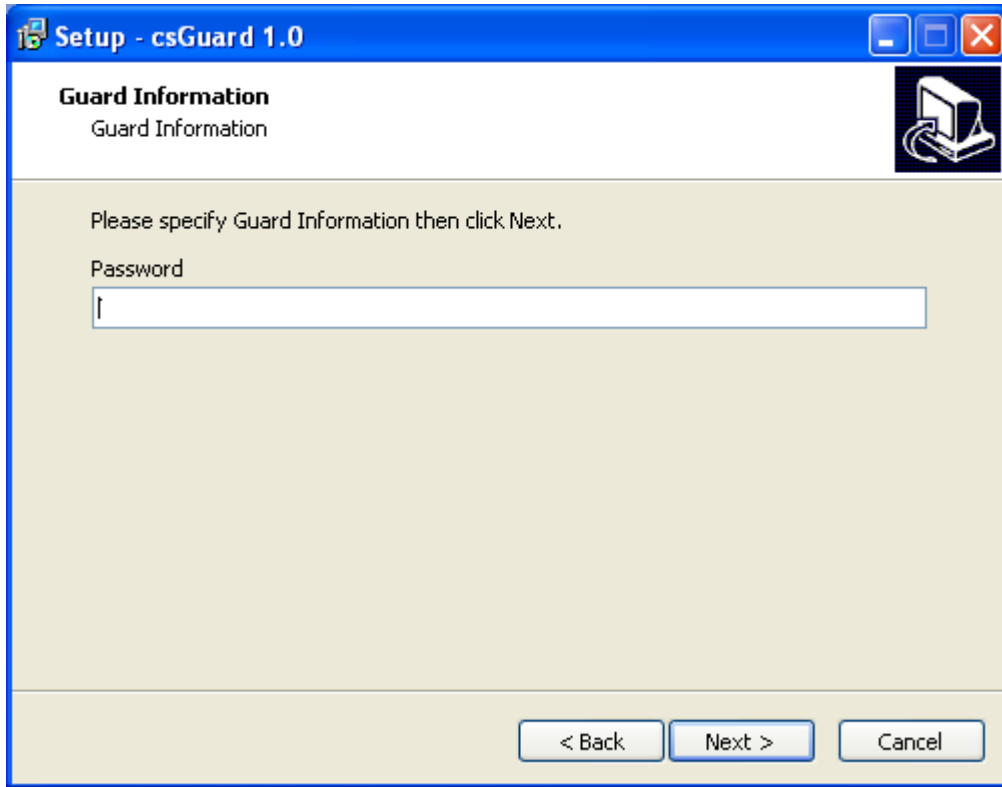 Setup - csGuard 1.0
Guard Information
Guard Information
Please specify Guard Information then click Next.
Password
< Back Next > Cancel